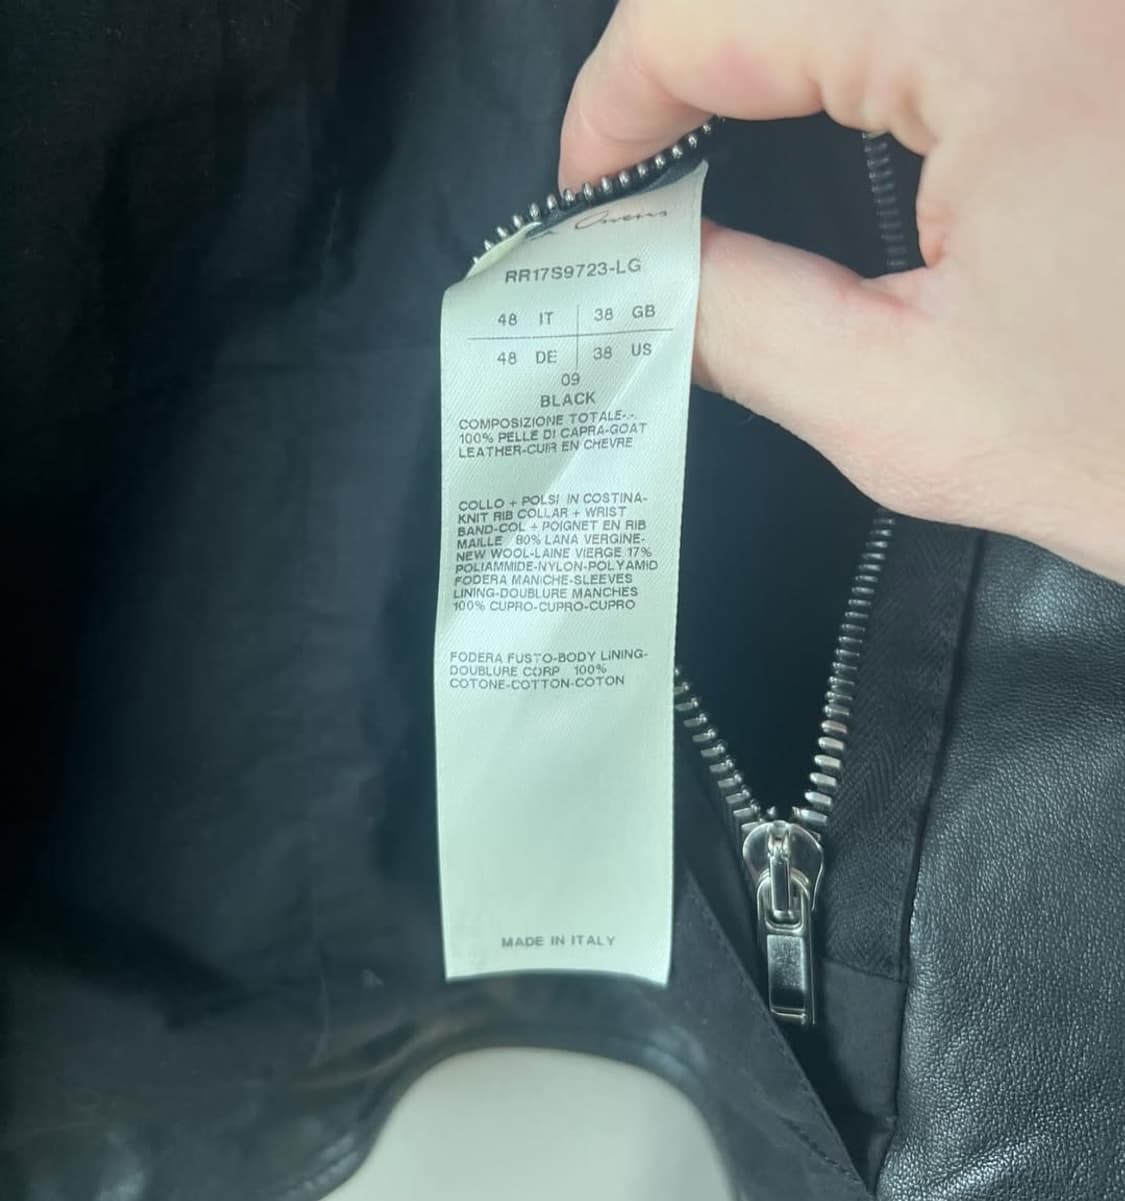 Owens
RR17S9723-LG
48 IT 38 GB
48 DE 38 US
09
BLACK
COMPOSIZIONE TOTALE--
100% PELLE DI CAPRA-GOAT
LEATHER-CUIR EN CHEVRE
COLLO + POLSI IN COSTINA-
KNIT RIB COLLAR + WRIST
BAND-COL + POIGNET EN RIB
MAILLE 80% LANA VERGINE-
NEW WOOL-LAINE VIERGE 17%
POLIAMMIDE-NYLON-POLYAMID
FODERA MANICHE-SLEEVES
LINING-DOUBLURE MANCHES
100% CUPRO-CUPRO-CUPRO
FODERA FUSTO-BODY LINING-
DOUBLURE CORP 100%
COTONE-COTTON-COTON
MADE IN ITALY